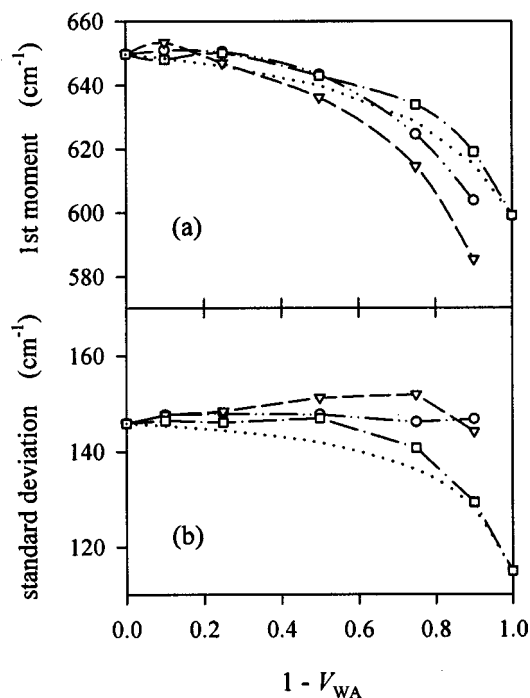 660
640
620
600
580
1st moment (cm⁻¹)
(a)
160
140
120
standard deviation (cm⁻¹)
(b)
0.0 0.2 0.4 0.6 0.8 1.0
1 - V_WA